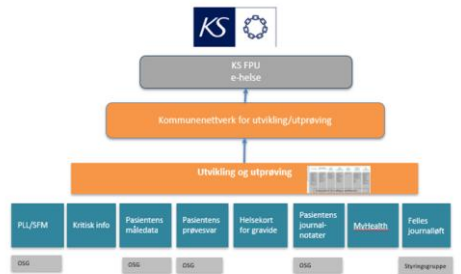 KS
KS FPU
e-helse
Kommunenettverk for utvikling/utprøving
Utvikling og utprøving
PLL/SFM
Kritisk info
Pasientens
måledata
Pasientens
prøvesvar
Helsekort
for gravide
Pasientens
journal-
notater
MyHealth
Felles
journalløft
OSG
OSG
OSG
OSG
Styringsgruppe